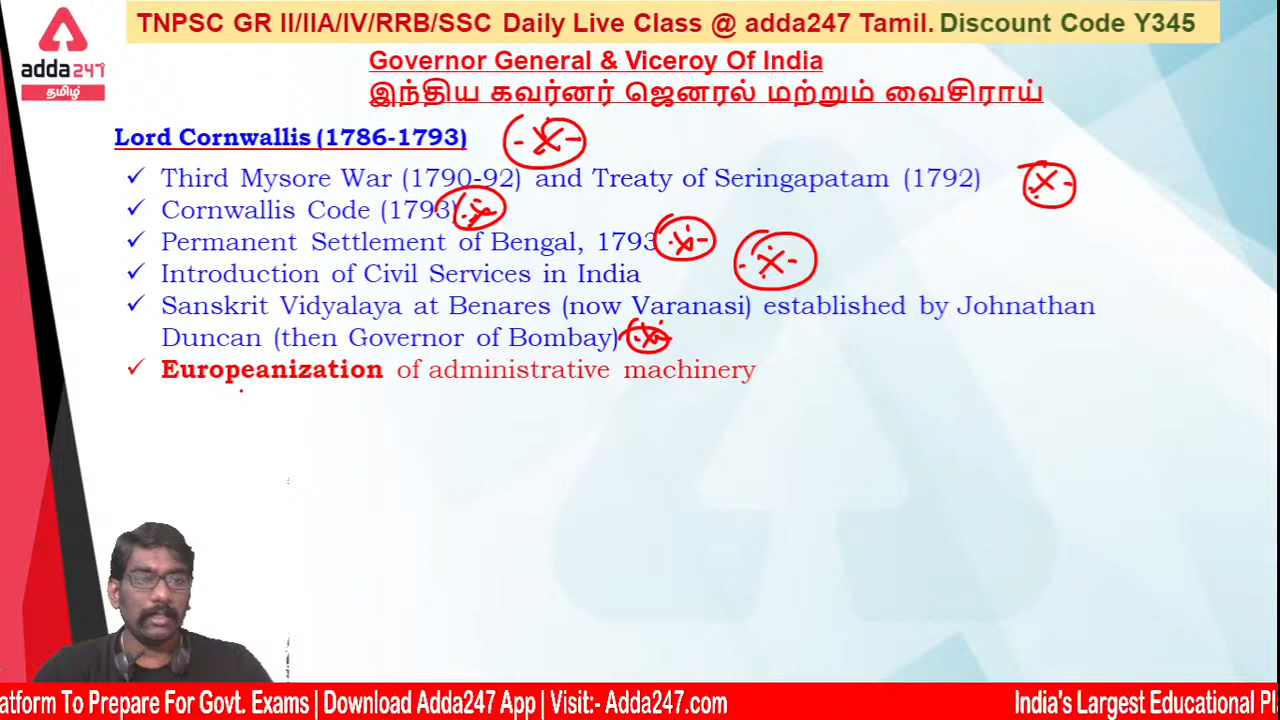 TNPSC GR II/IIA/IV/RRB/SSC Daily Live Class @ adda247 Tamil. Discount Code Y345
adda247
தமிழ்
Governor General & Viceroy Of India
இந்திய கவர்னர் ஜெனரல் மற்றும் வைசிராய்
Lord Cornwallis (1786-1793)
✓ Third Mysore War (1790-92) and Treaty of Seringapatam (1792)
✓ Cornwallis Code (1793)
✓ Permanent Settlement of Bengal, 1793
✓ Introduction of Civil Services in India
✓ Sanskrit Vidyalaya at Benares (now Varanasi) established by Johnathan
Duncan (then Governor of Bombay)
✓ Europeanization of administrative machinery
atform To Prepare For Govt. Exams | Download Adda247 App | Visit:- Adda247.com
India's Largest Educational Pl